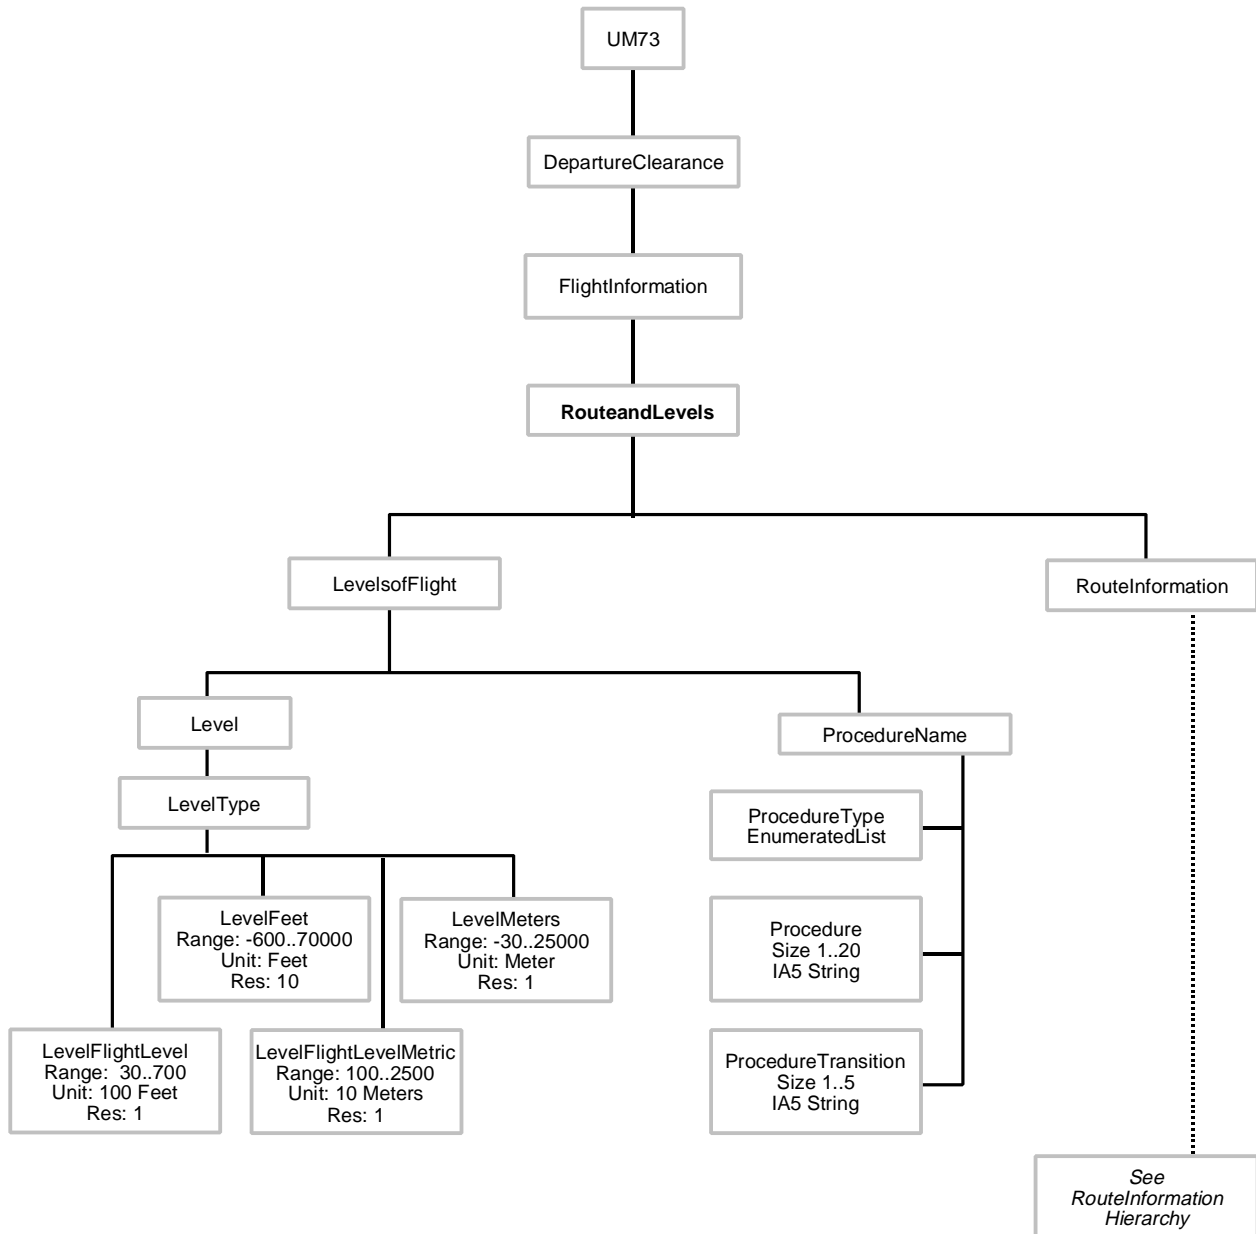 UM73
DepartureClearance
FlightInformation
RouteandLevels
LevelsofFlight
RouteInformation
Level
ProcedureName
LevelType
ProcedureType
EnumeratedList
LevelFeet
Range: -600..70000
Unit: Feet
Res: 10
LevelMeters
Range: -30..25000
Unit: Meter
Res: 1
Procedure
Size 1..20
IA5 String
LevelFlightLevel
Range:  30..700
Unit: 100 Feet
Res: 1
LevelFlightLevelMetric
Range: 100..2500
Unit: 10 Meters
Res: 1
ProcedureTransition
Size 1..5
IA5 String
See
RouteInformation
Hierarchy